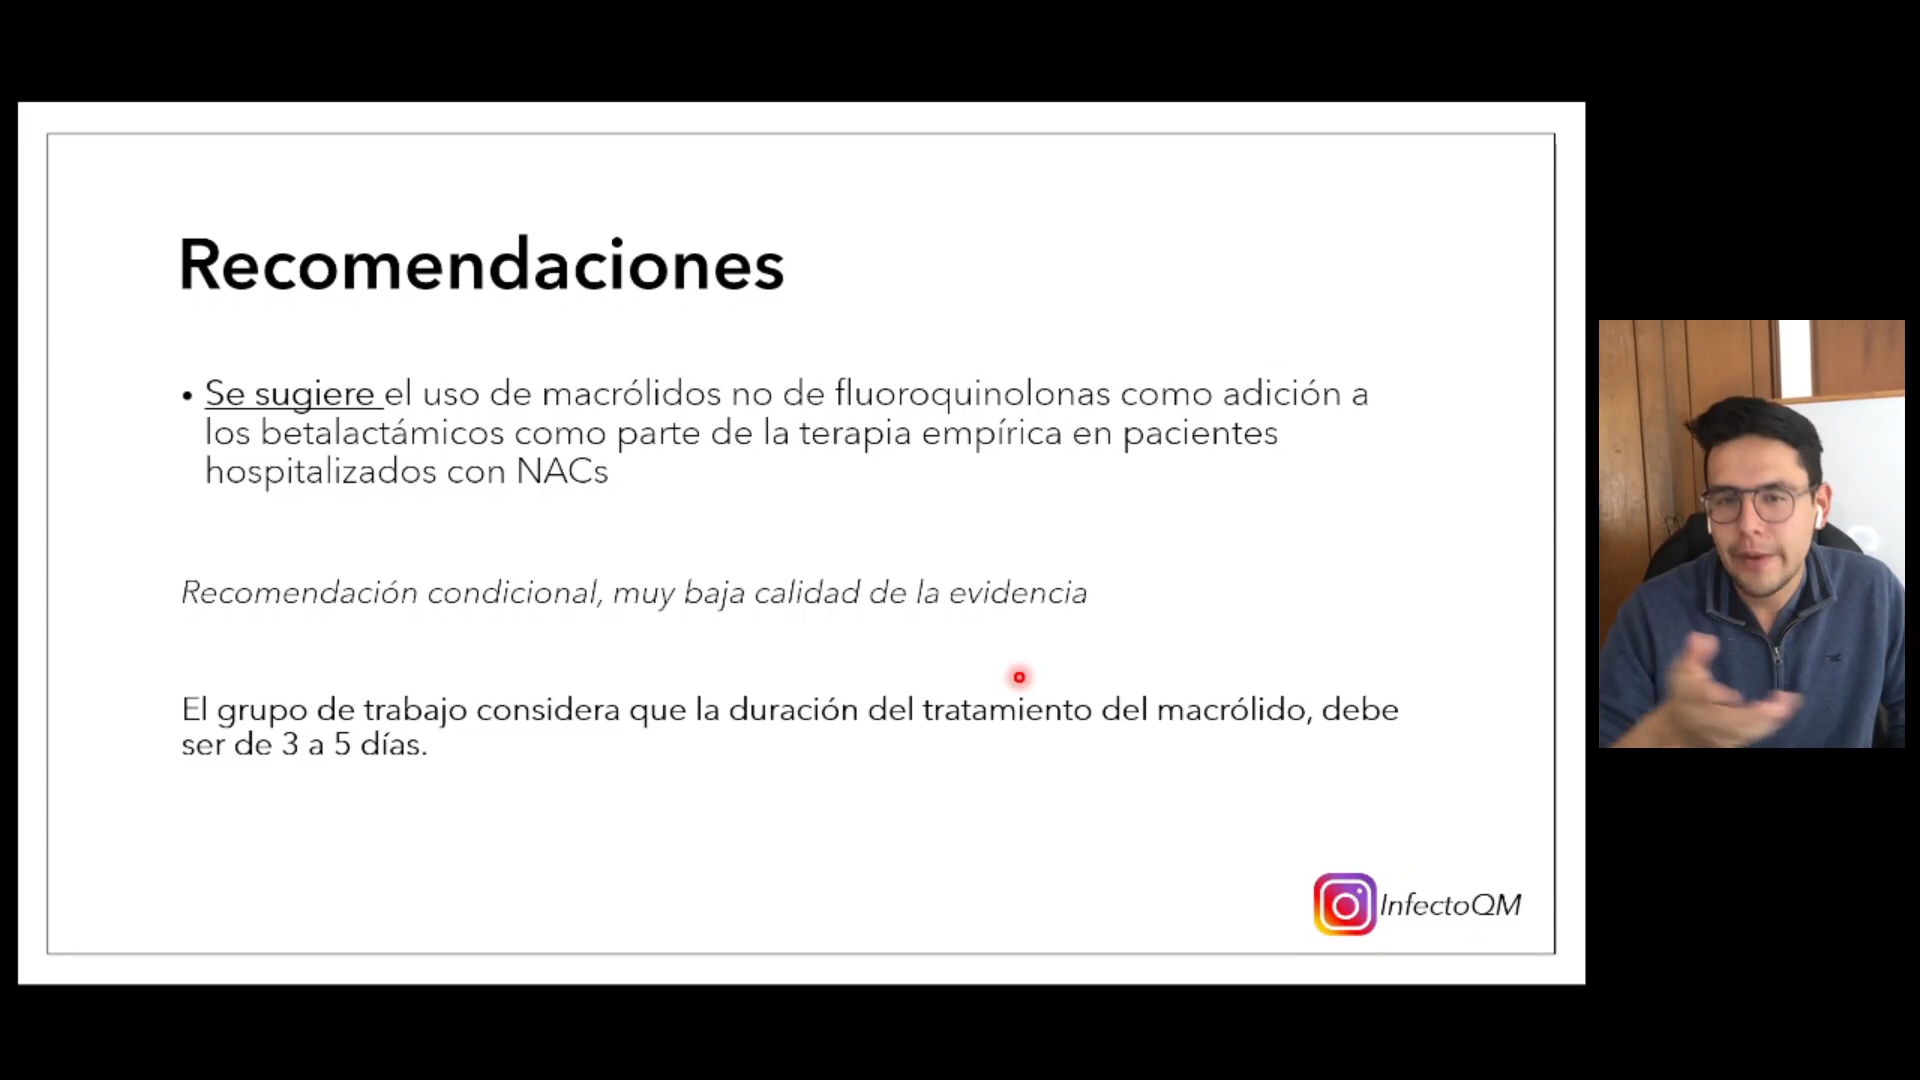 Recomendaciones
• Se sugiere el uso de macrólidos no de fluoroquinolonas como adición a
los betalactámicos como parte de la terapia empírica en pacientes
hospitalizados con NACs
Recomendación condicional, muy baja calidad de la evidencia
El grupo de trabajo considera que la duración del tratamiento del macrólido, debe
ser de 3 a 5 días.
InfectoQM